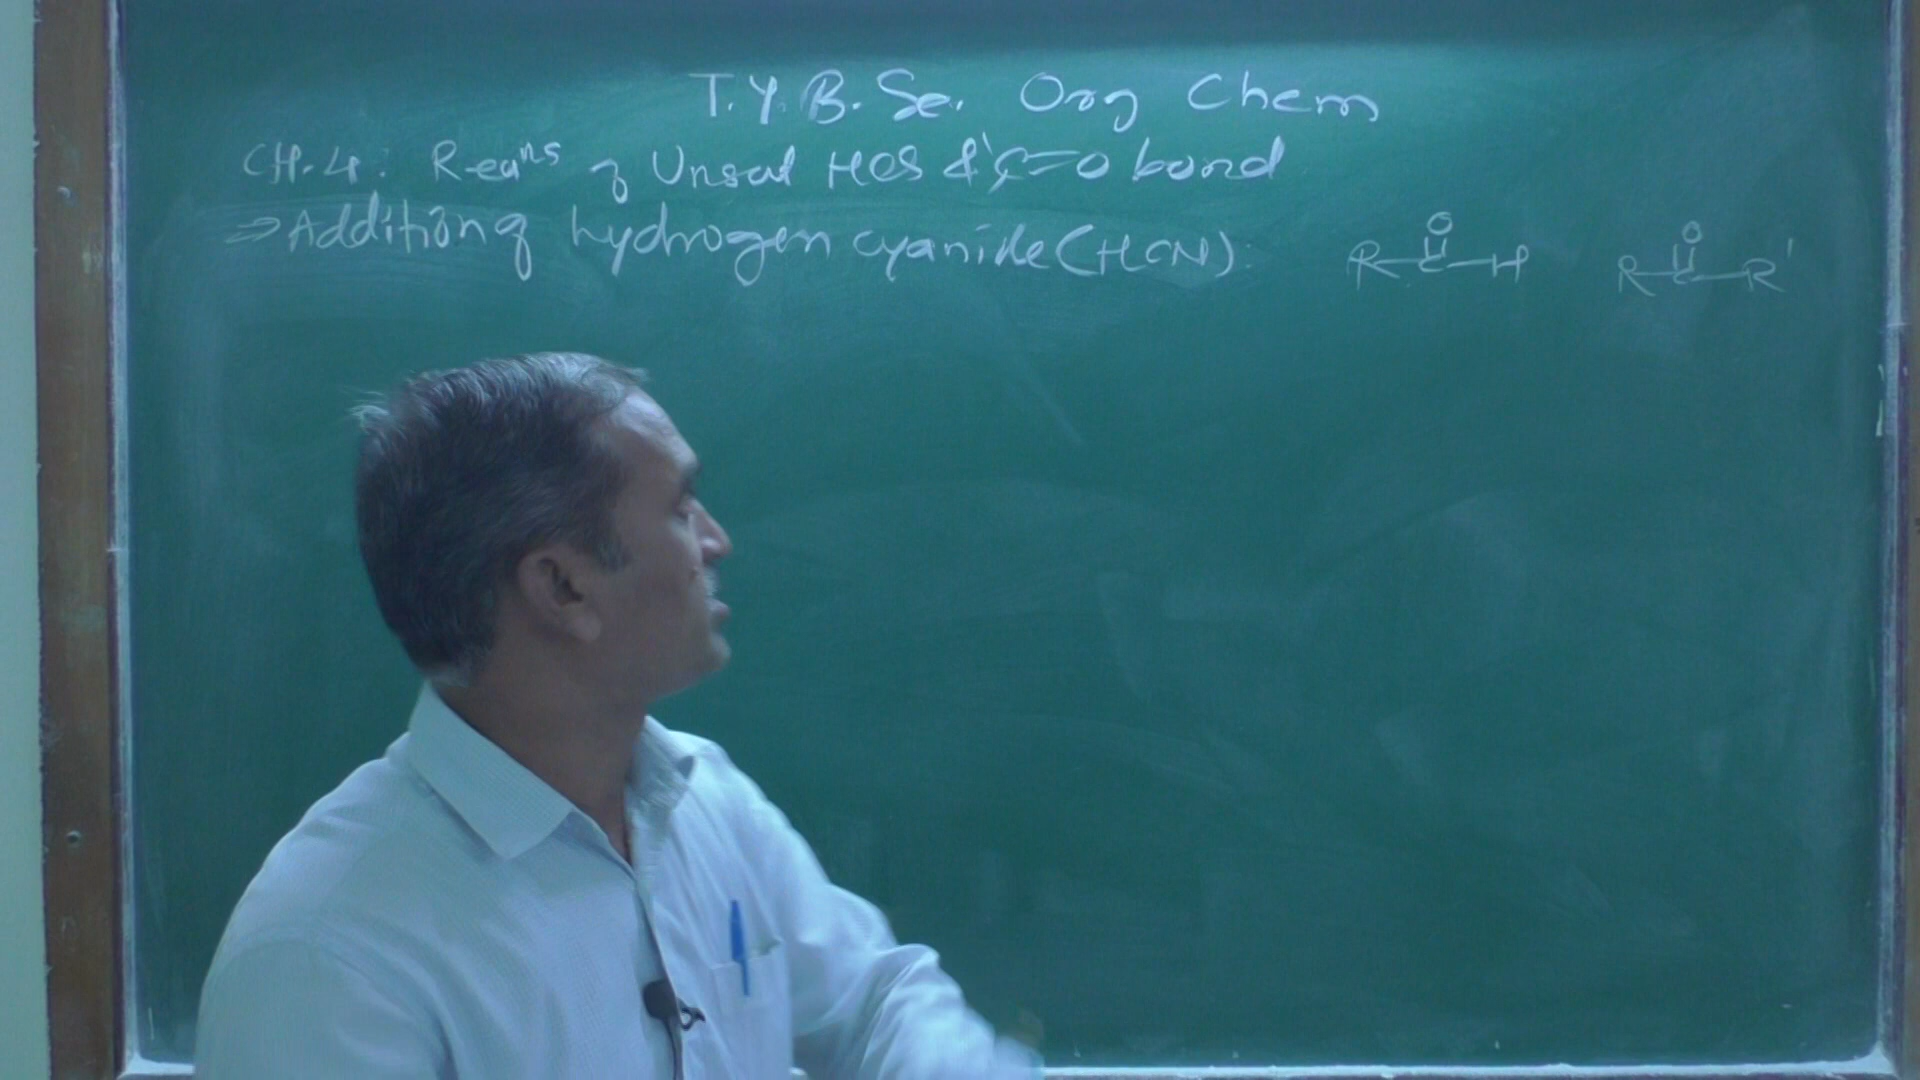 T.Y.B.Sc. Org Chem
CH.4: Reaⁿˢ of Unsat HCS & C=O bond
⇒Addition of hydrogen cyanide (HCN):
O O
R-C-H R-C-R'